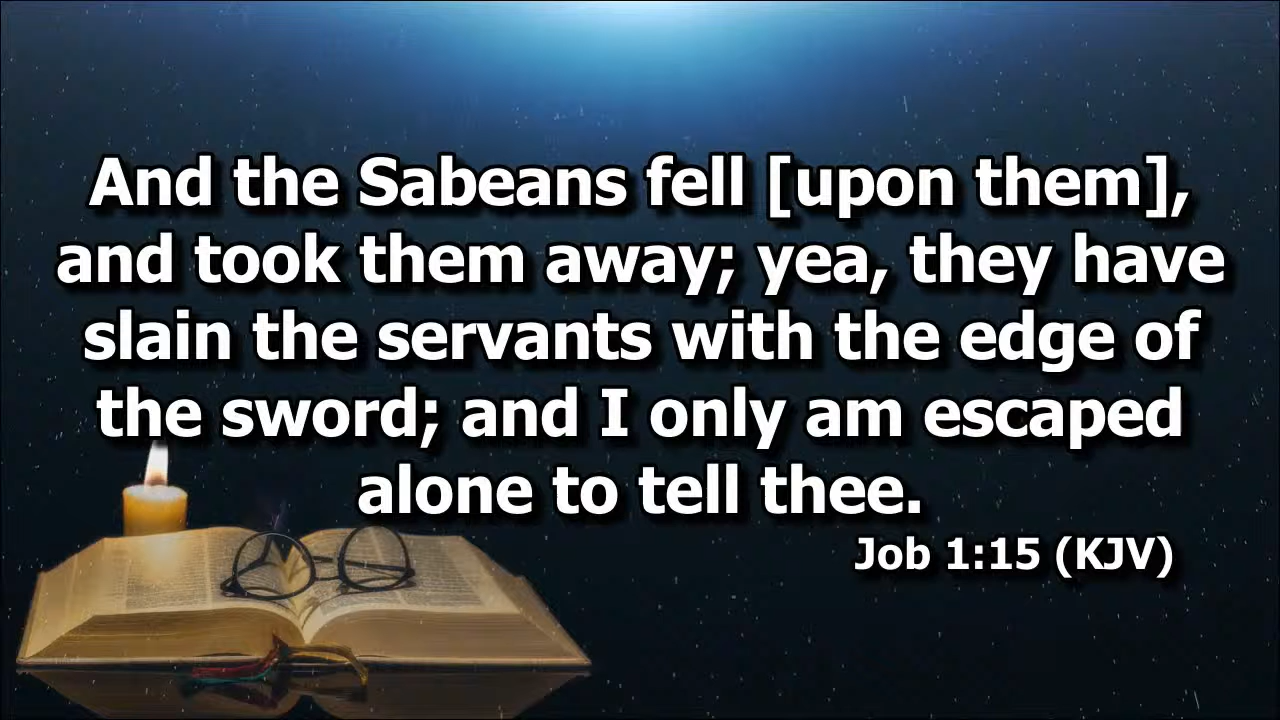 And the Sabeans fell [upon them],
and took them away; yea, they have
slain the servants with the edge of
the sword; and I only am escaped
alone to tell thee.
Job 1:15 (KJV)